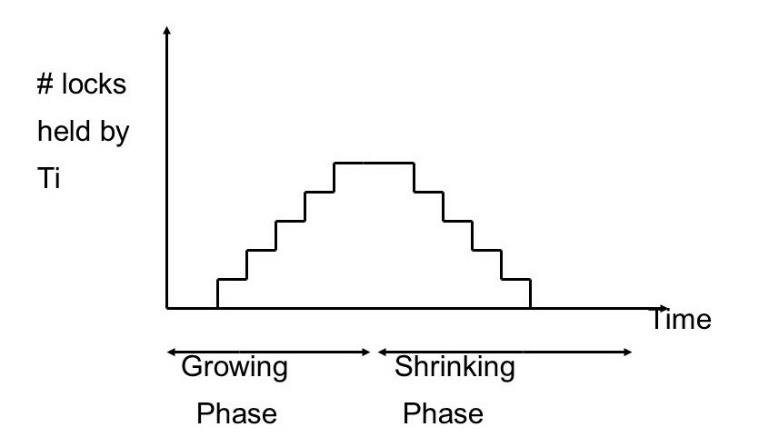 # locks
held by
Ti
Time
Growing
Phase
Shrinking
Phase